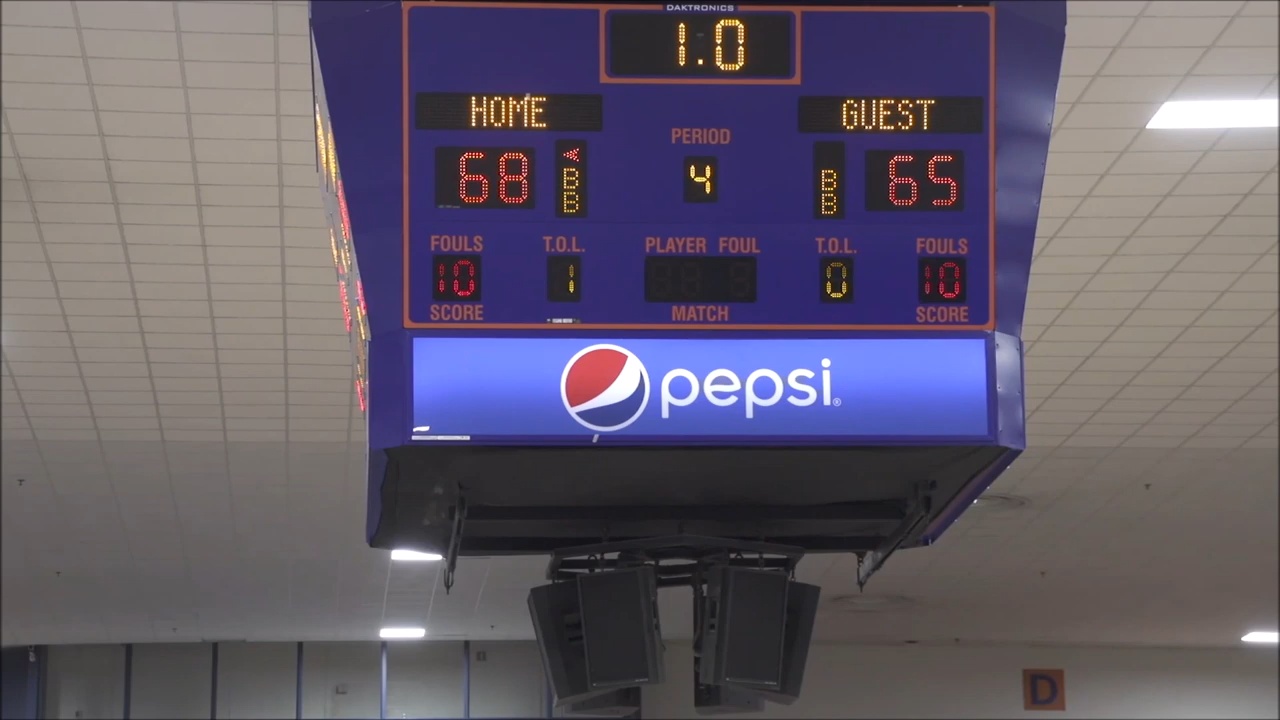 DAKTRONICS
1.0
HOME
GUEST
PERIOD
68
B
B
4
B
B
65
FOULS
T.O.L.
PLAYER FOUL
T.O.L.
FOULS
10
1
0
10
SCORE
MATCH
SCORE
pepsi®
D